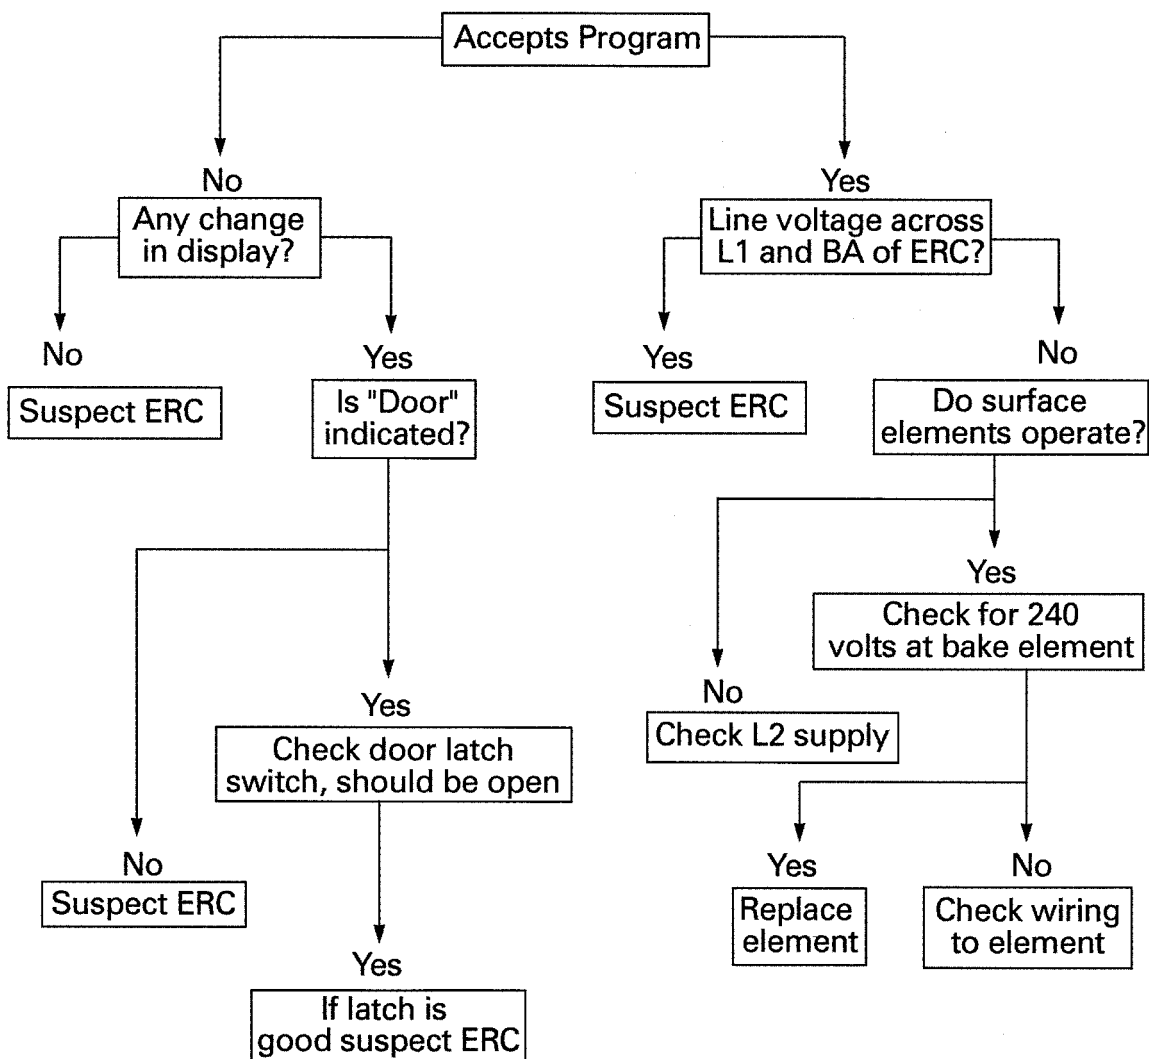 Accepts Program
No
Yes
Any change
in display?
Line voltage across
L1 and BA of ERC?
No
Yes
Yes
No
Suspect ERC
Is "Door"
indicated?
Suspect ERC
Do surface
elements operate?
Yes
Check for 240
volts at bake element
No
Check L2 supply
Yes
Check door latch
switch, should be open
No
Suspect ERC
Yes
No
Replace
element
Check wiring
to element
Yes
If latch is
good suspect ERC